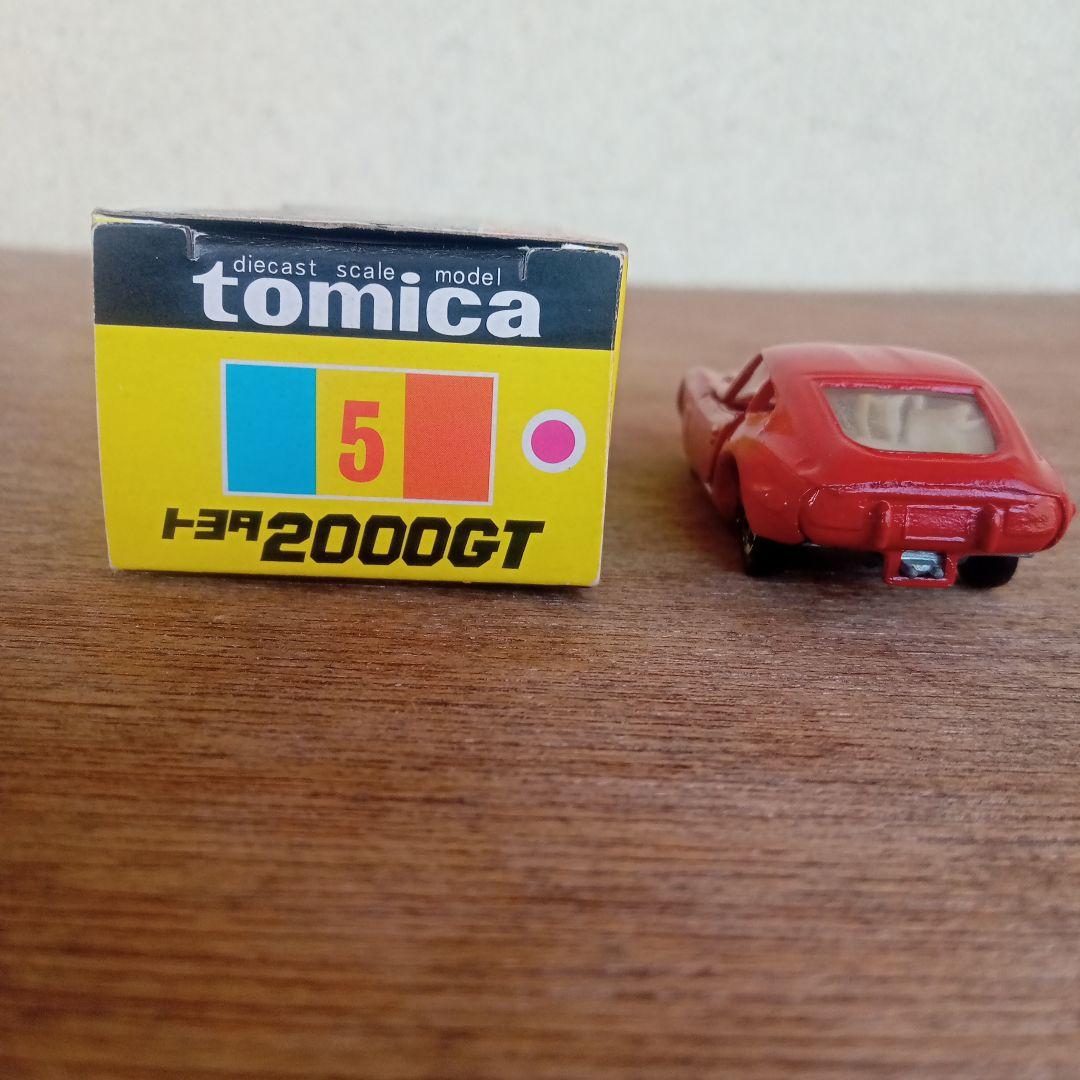 diecast scale model
tomica
5
トヨタ2000GT